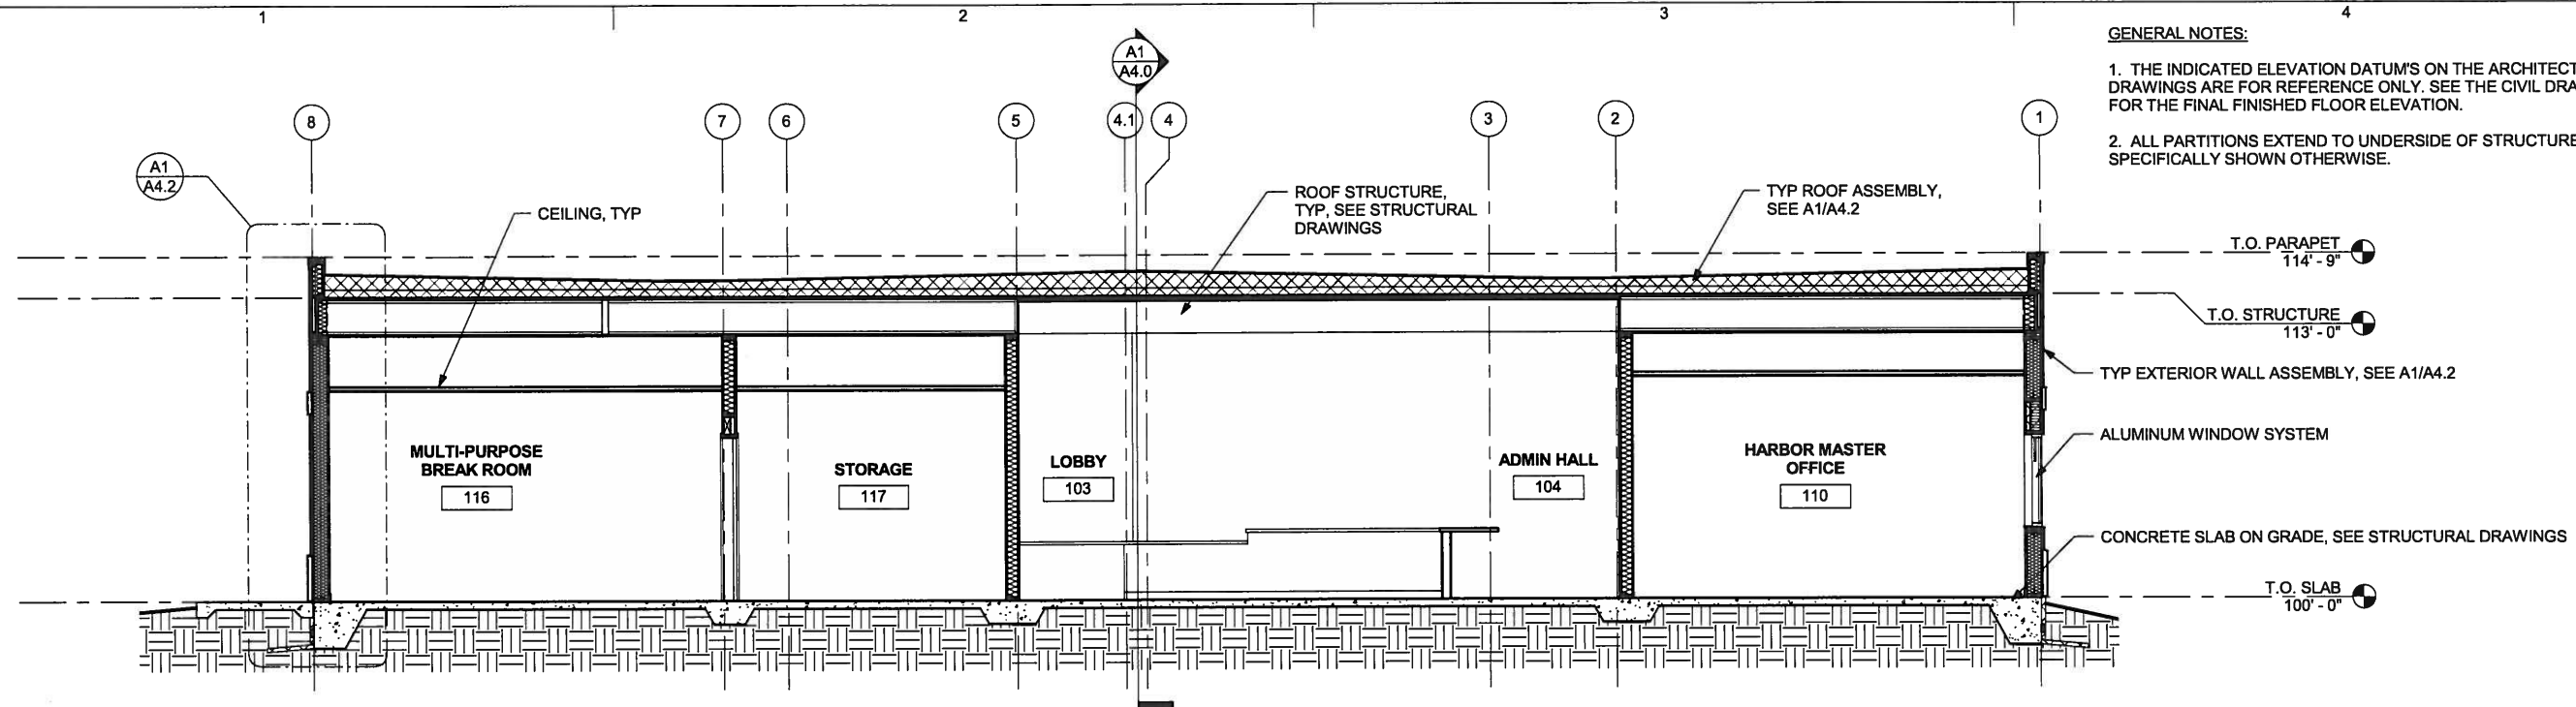 1
2
3
4
GENERAL NOTES:
1. THE INDICATED ELEVATION DATUM'S ON THE ARCHITECT
DRAWINGS ARE FOR REFERENCE ONLY. SEE THE CIVIL DRA
FOR THE FINAL FINISHED FLOOR ELEVATION.
2. ALL PARTITIONS EXTEND TO UNDERSIDE OF STRUCTURE
SPECIFICALLY SHOWN OTHERWISE.
A1
A4.0
8
7
6
5
4.1
4
3
2
1
A1
A4.2
CEILING, TYP
ROOF STRUCTURE,
TYP, SEE STRUCTURAL
DRAWINGS
TYP ROOF ASSEMBLY,
SEE A1/A4.2
T.O. PARAPET
114' - 9"
T.O. STRUCTURE
113' - 0"
TYP EXTERIOR WALL ASSEMBLY, SEE A1/A4.2
ALUMINUM WINDOW SYSTEM
CONCRETE SLAB ON GRADE, SEE STRUCTURAL DRAWINGS
T.O. SLAB
100' - 0"
MULTI-PURPOSE
BREAK ROOM
116
STORAGE
117
LOBBY
103
ADMIN HALL
104
HARBOR MASTER
OFFICE
110